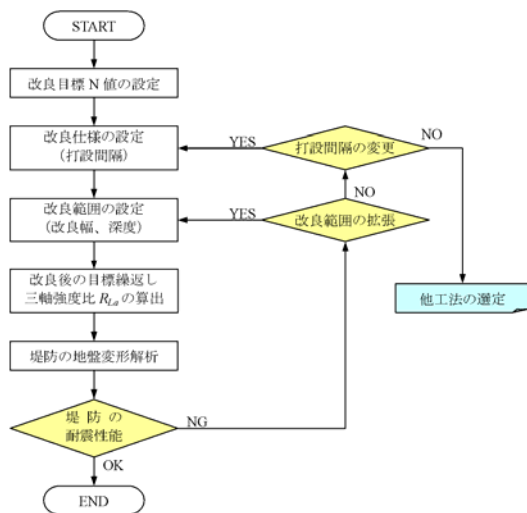 START
改良目標 N 値の設定
改良仕様の設定
(打設間隔)
YES
打設間隔の変更
NO
NO
改良範囲の設定
(改良幅、深度)
YES
改良範囲の拡張
改良後の目標繰返し
三軸強度比 RLa の算出
他工法の選定
堤防の地盤変形解析
堤 防 の
耐震性能
NG
OK
END